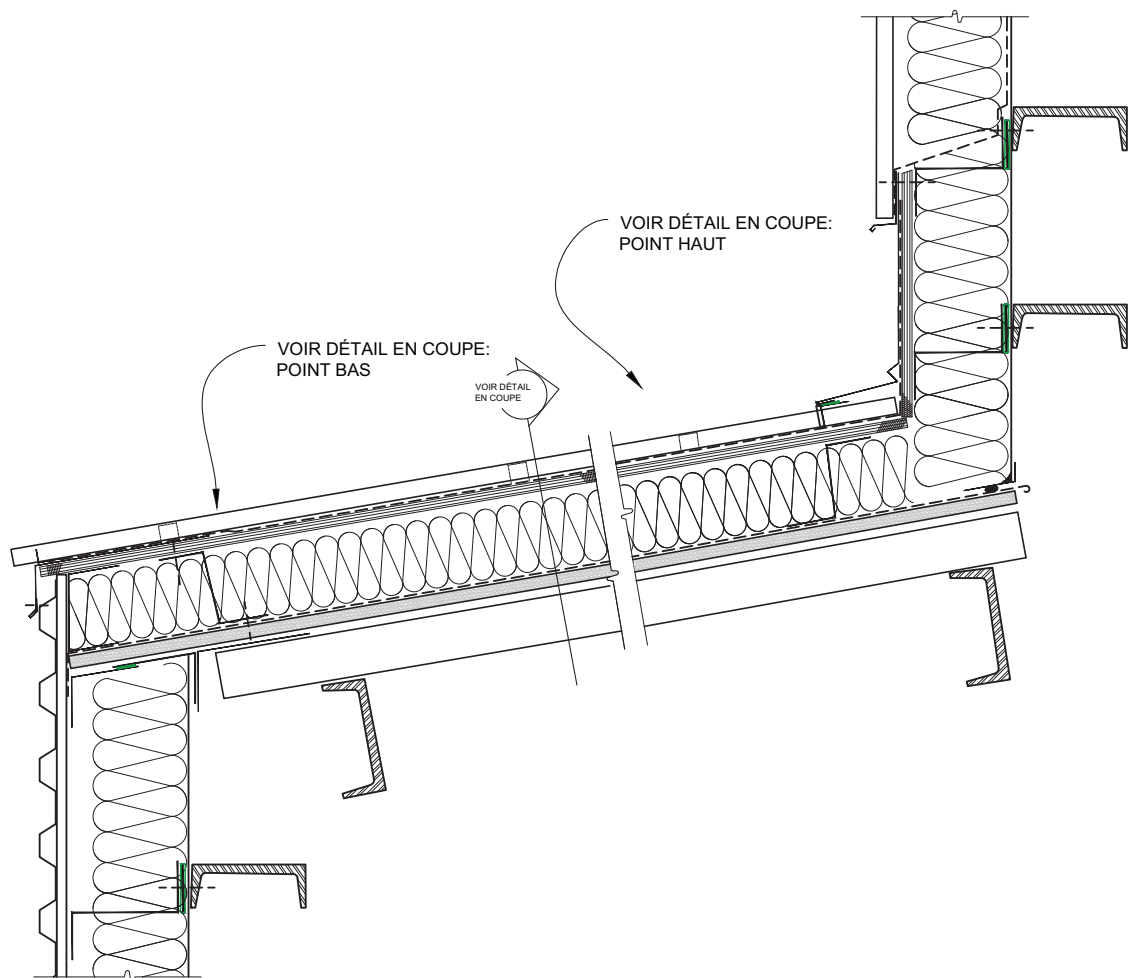 VOIR DÉTAIL EN COUPE:
POINT HAUT
VOIR DÉTAIL EN COUPE:
POINT BAS
VOIR DÉTAIL
EN COUPE